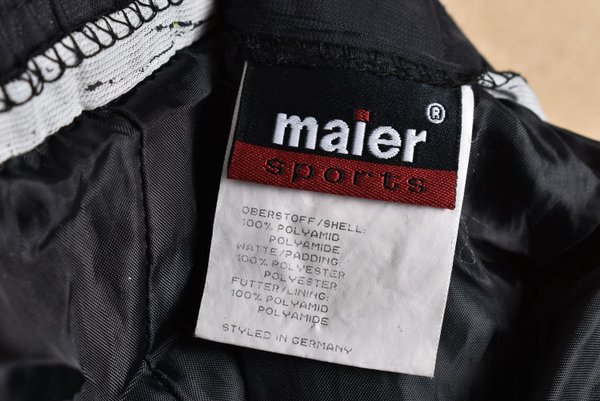 maier®
sports
OBERSTOFF/SHELL:
100% POLYAMID
POLYAMIDE
WATTE/PADDING:
100% POLYESTER
POLYESTER
FUTTER/LINING:
100% POLYAMID
POLYAMIDE
STYLED IN GERMANY